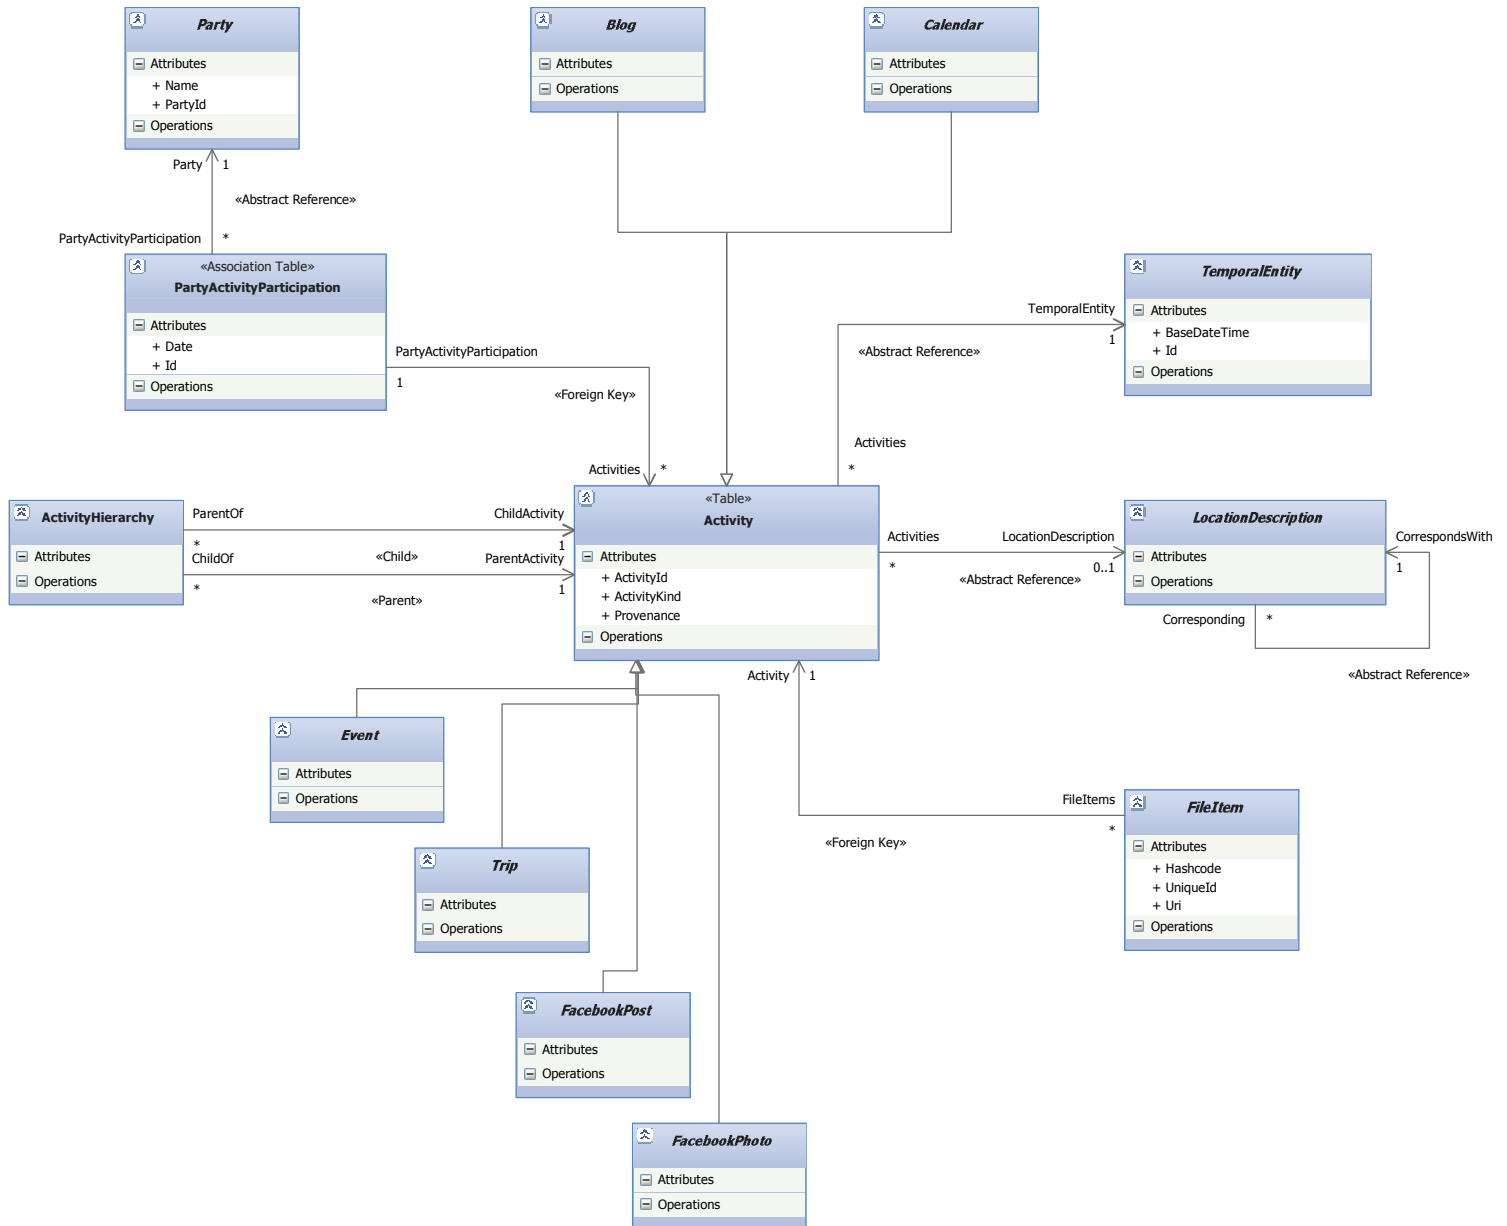 Party
Attributes
+ Name
+ PartyId
Operations
Blog
Attributes
Operations
Calendar
Attributes
Operations
Party 1
«Abstract Reference»
PartyActivityParticipation *
«Association Table»
PartyActivityParticipation
Attributes
+ Date
+ Id
Operations
PartyActivityParticipation
1
«Foreign Key»
Activities *
TemporalEntity
Attributes
+ BaseDateTime
+ Id
Operations
TemporalEntity
1
«Abstract Reference»
Activities
*
ActivityHierarchy
Attributes
Operations
ParentOf ChildActivity
* 1
«Child»
ChildOf ParentActivity
* 1
«Parent»
«Table»
Activity
Attributes
+ ActivityId
+ ActivityKind
+ Provenance
Operations
Activities LocationDescription
* 0..1
«Abstract Reference»
LocationDescription
Attributes
Operations
CorrespondsWith
1
Corresponding *
«Abstract Reference»
Activity 1
Event
Attributes
Operations
FileItems
*
«Foreign Key»
FileItem
Attributes
+ Hashcode
+ UniqueId
+ Uri
Operations
Trip
Attributes
Operations
FacebookPost
Attributes
Operations
FacebookPhoto
Attributes
Operations